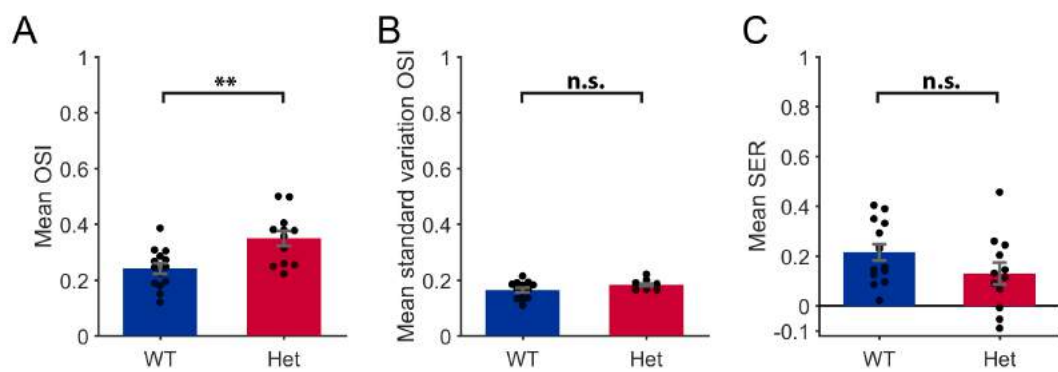 A
Mean OSI
1
0.8
0.6
0.4
0.2
0
**
WT
Het
B
Mean standard variation OSI
1
0.8
0.6
0.4
0.2
0
n.s.
WT
Het
C
Mean SER
1
0.8
0.6
0.4
0.2
0
-0.1
n.s.
WT
Het